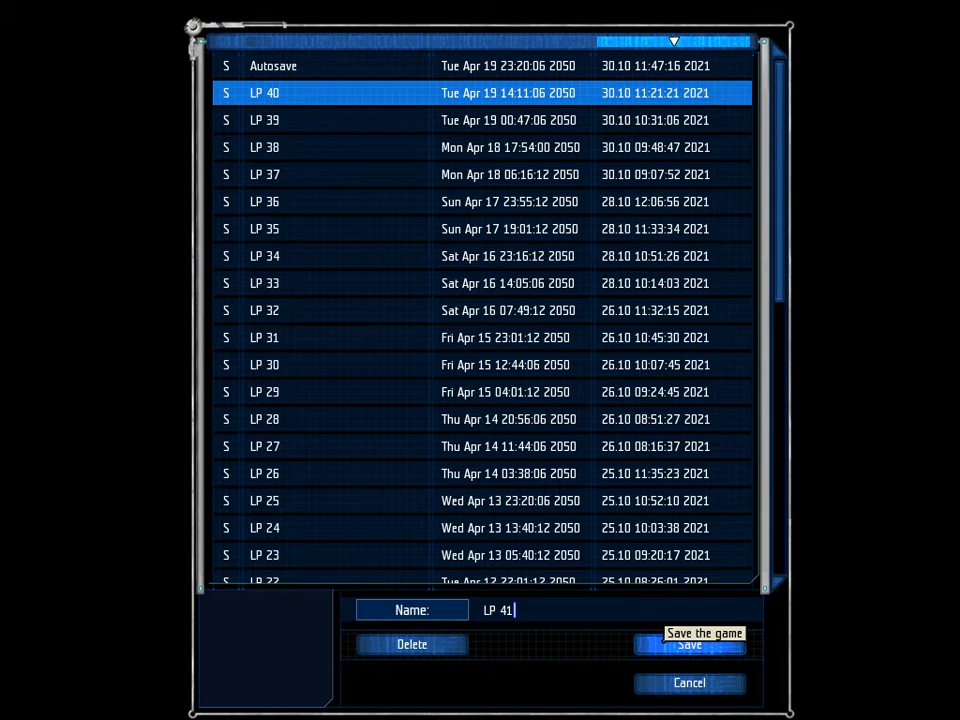 S Autosave Tue Apr 19 23:20:06 2050 30.10 11:47:16 2021
S LP 40 Tue Apr 19 14:11:06 2050 30.10 11:21:21 2021
S LP 39 Tue Apr 19 00:47:06 2050 30.10 10:31:06 2021
S LP 38 Mon Apr 18 17:54:00 2050 30.10 09:48:47 2021
S LP 37 Mon Apr 18 06:16:12 2050 30.10 09:07:52 2021
S LP 36 Sun Apr 17 23:55:12 2050 28.10 12:06:56 2021
S LP 35 Sun Apr 17 19:01:12 2050 28.10 11:33:34 2021
S LP 34 Sat Apr 16 23:16:12 2050 28.10 10:51:26 2021
S LP 33 Sat Apr 16 14:05:06 2050 28.10 10:14:03 2021
S LP 32 Sat Apr 16 07:49:12 2050 26.10 11:32:15 2021
S LP 31 Fri Apr 15 23:01:12 2050 26.10 10:45:30 2021
S LP 30 Fri Apr 15 12:44:06 2050 26.10 10:07:45 2021
S LP 29 Fri Apr 15 04:01:12 2050 26.10 09:24:45 2021
S LP 28 Thu Apr 14 20:56:06 2050 26.10 08:51:27 2021
S LP 27 Thu Apr 14 11:44:06 2050 26.10 08:16:37 2021
S LP 26 Thu Apr 14 03:38:06 2050 25.10 11:35:23 2021
S LP 25 Wed Apr 13 23:20:06 2050 25.10 10:52:10 2021
S LP 24 Wed Apr 13 13:40:12 2050 25.10 10:03:38 2021
S LP 23 Wed Apr 13 05:40:12 2050 25.10 09:20:17 2021
S LP 22 Tue Apr 12 22:01:12 2050 25.10 08:26:01 2021
Name: LP 41
Save the game
Delete Save
Cancel